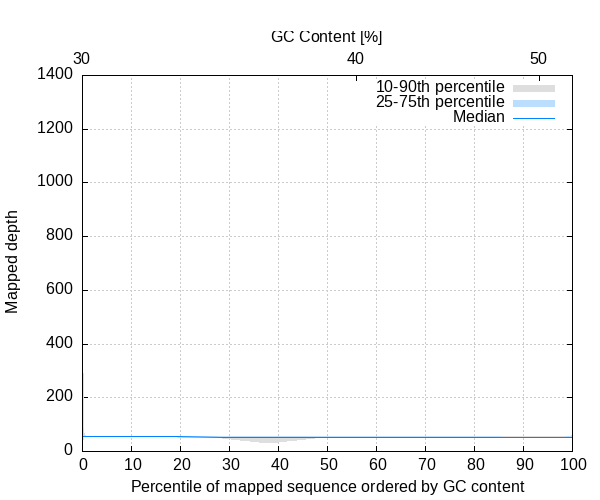 GC Content [%]
30 40 50
1400
1200
1000
800
600
400
200
0
Mapped depth
10-90th percentile
25-75th percentile
Median
0 10 20 30 40 50 60 70 80 90 100
Percentile of mapped sequence ordered by GC content